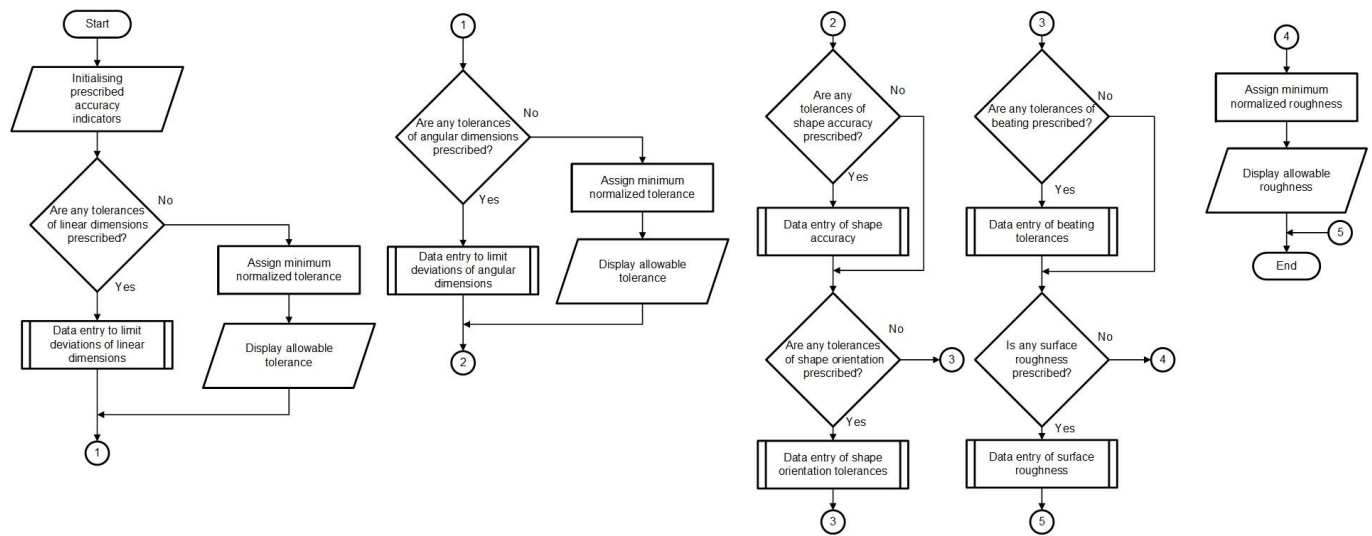 Start
Initialising
prescribed
accuracy
indicators
Are any tolerances
of linear dimensions
prescribed?
No
Yes
Assign minimum
normalized tolerance
Data entry to limit
deviations of linear
dimensions
Display allowable
tolerance
1
1
Are any tolerances
of angular dimensions
prescribed?
No
Yes
Assign minimum
normalized tolerance
Data entry to limit
deviations of angular
dimensions
Display allowable
tolerance
2
2
Are any
tolerances of
shape accuracy
prescribed?
No
Yes
Data entry of shape
accuracy
Are any tolerances
of shape orientation
prescribed?
No
3
Yes
Data entry of shape
orientation tolerances
3
3
Are any tolerances of
beating prescribed?
No
Yes
Data entry of beating
tolerances
Is any surface
roughness
prescribed?
No
4
Yes
Data entry of surface
roughness
5
4
Assign minimum
normalized roughness
Display allowable
roughness
5
End